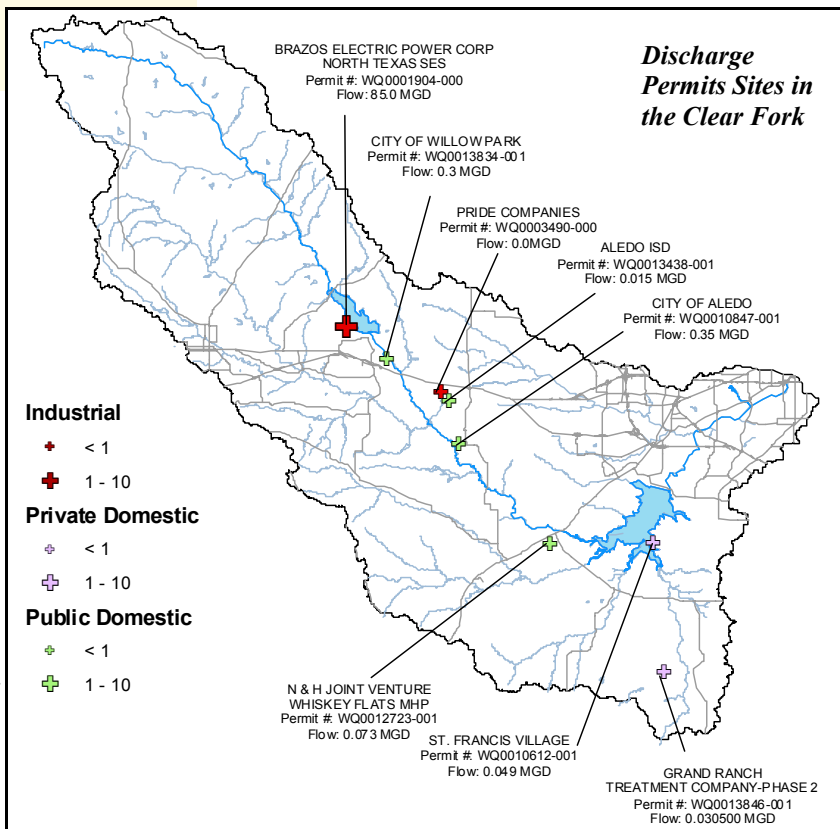 Discharge
Permits Sites in
the Clear Fork
BRAZOS ELECTRIC POWER CORP
NORTH TEXAS SES
Permit #: WQ0001904-000
Flow: 85.0 MGD
CITY OF WILLOW PARK
Permit #: WQ0013834-001
Flow: 0.3 MGD
PRIDE COMPANIES
Permit #: WQ0003490-000
Flow: 0.0MGD
ALEDO ISD
Permit #: WQ0013438-001
Flow: 0.015 MGD
CITY OF ALEDO
Permit #: WQ0010847-001
Flow: 0.35 MGD
Industrial
< 1
1 - 10
Private Domestic
< 1
1 - 10
Public Domestic
< 1
1 - 10
N & H JOINT VENTURE
WHISKEY FLATS MHP
Permit #: WQ0012723-001
Flow: 0.073 MGD
ST. FRANCIS VILLAGE
Permit #: WQ0010612-001
Flow: 0.049 MGD
GRAND RANCH
TREATMENT COMPANY-PHASE 2
Permit #: WQ0013846-001
Flow: 0.030500 MGD